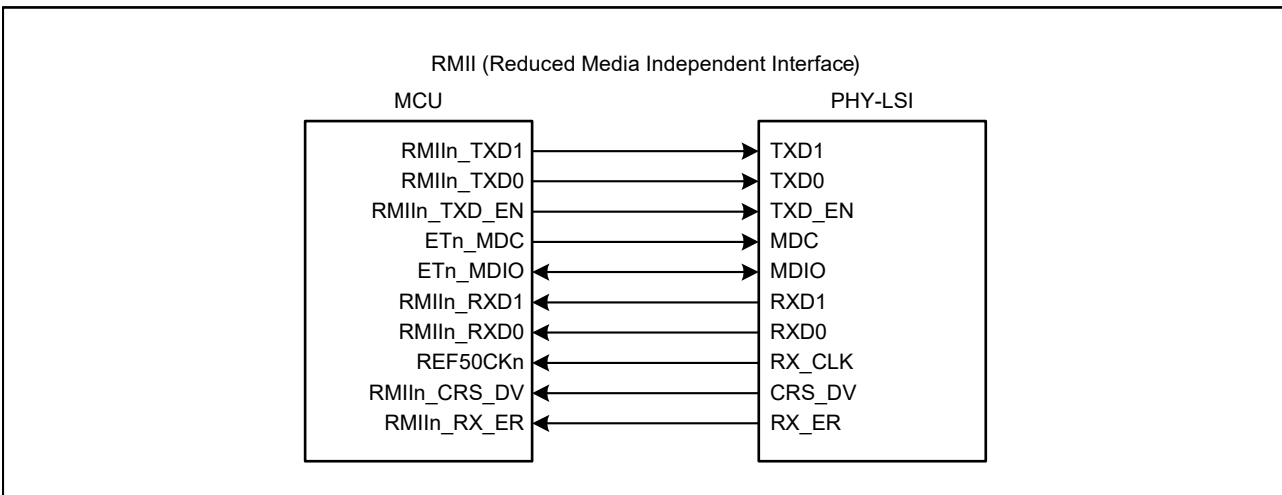 RMII (Reduced Media Independent Interface)
MCU PHY-LSI
RMIIn_TXD1 TXD1
RMIIn_TXD0 TXD0
RMIIn_TXD_EN TXD_EN
ETn_MDC MDC
ETn_MDIO MDIO
RMIIn_RXD1 RXD1
RMIIn_RXD0 RXD0
REF50CKn RX_CLK
RMIIn_CRS_DV CRS_DV
RMIIn_RX_ER RX_ER